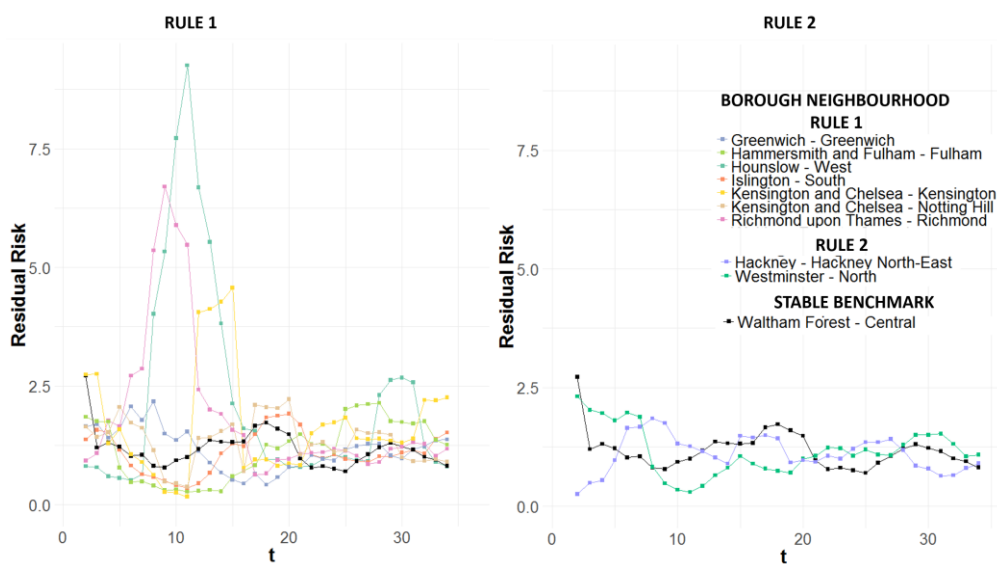 RULE 1
RULE 2
Residual Risk
7.5
5.0
2.5
0.0
0
10
20
30
t
Residual Risk
7.5
5.0
2.5
0.0
0
10
20
30
t
BOROUGH NEIGHBOURHOOD
RULE 1
Greenwich - Greenwich
Hammersmith and Fulham - Fulham
Hounslow - West
Islington - South
Kensington and Chelsea - Kensington
Kensington and Chelsea - Notting Hill
Richmond upon Thames - Richmond
RULE 2
Hackney - Hackney North-East
Westminster - North
STABLE BENCHMARK
Waltham Forest - Central